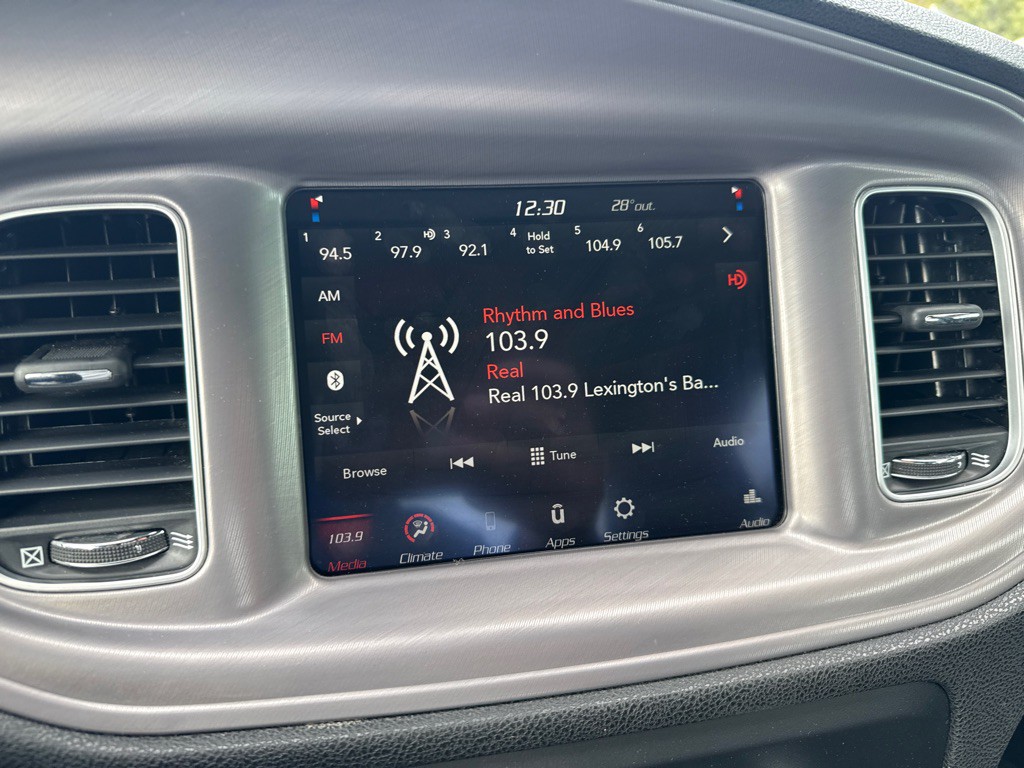 12:30 28°out.
1 94.5 2 97.9 HD 3 92.1 4 Hold to Set 5 104.9 6 105.7
HD
AM
FM
Source
Select
Rhythm and Blues
103.9
Real
Real 103.9 Lexington's Ba...
Browse Tune Audio
103.9
Media Climate Phone Apps Settings Audio